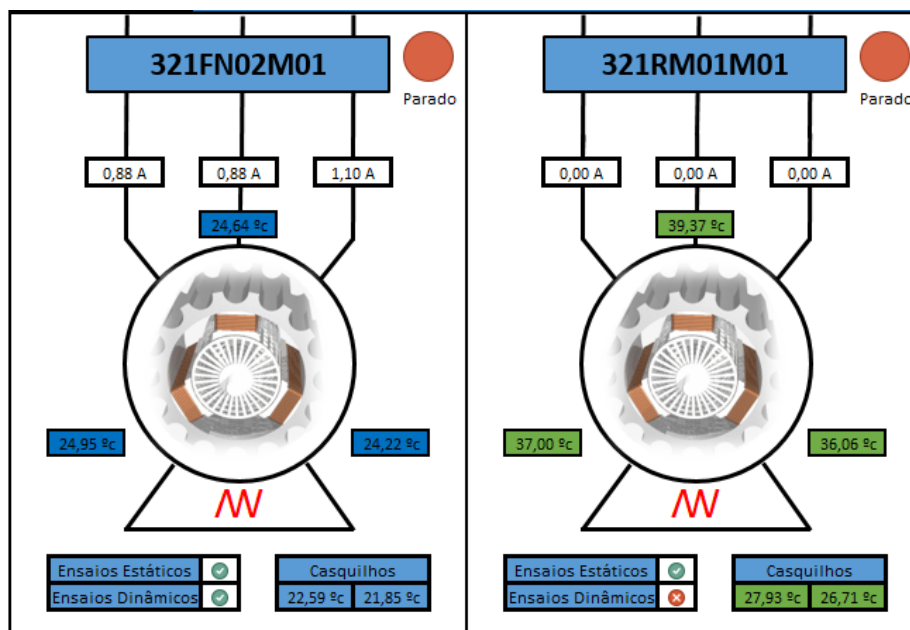 321FN02M01
Parado
0,88 A
0,88 A
1,10 A
24,64 ºc
24,95 ºc
24,22 ºc
Ensaios Estáticos
Ensaios Dinâmicos
Casquilhos
22,59 ºc 21,85 ºc
321RM01M01
Parado
0,00 A
0,00 A
0,00 A
39,37 ºc
37,00 ºc
36,06 ºc
Ensaios Estáticos
Ensaios Dinâmicos
Casquilhos
27,93 ºc 26,71 ºc